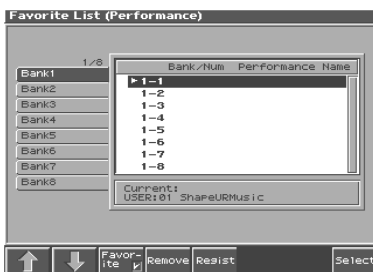 Favorite List (Performance)
1/8
Bank/Num Performance Name
Bank1
Bank2
Bank3
Bank4
Bank5
Bank6
Bank7
Bank8
1-1
1-2
1-3
1-4
1-5
1-6
1-7
1-8
Current:
USER:01 ShapeURMusic
Favor-
ite
Remove
Regist
Select